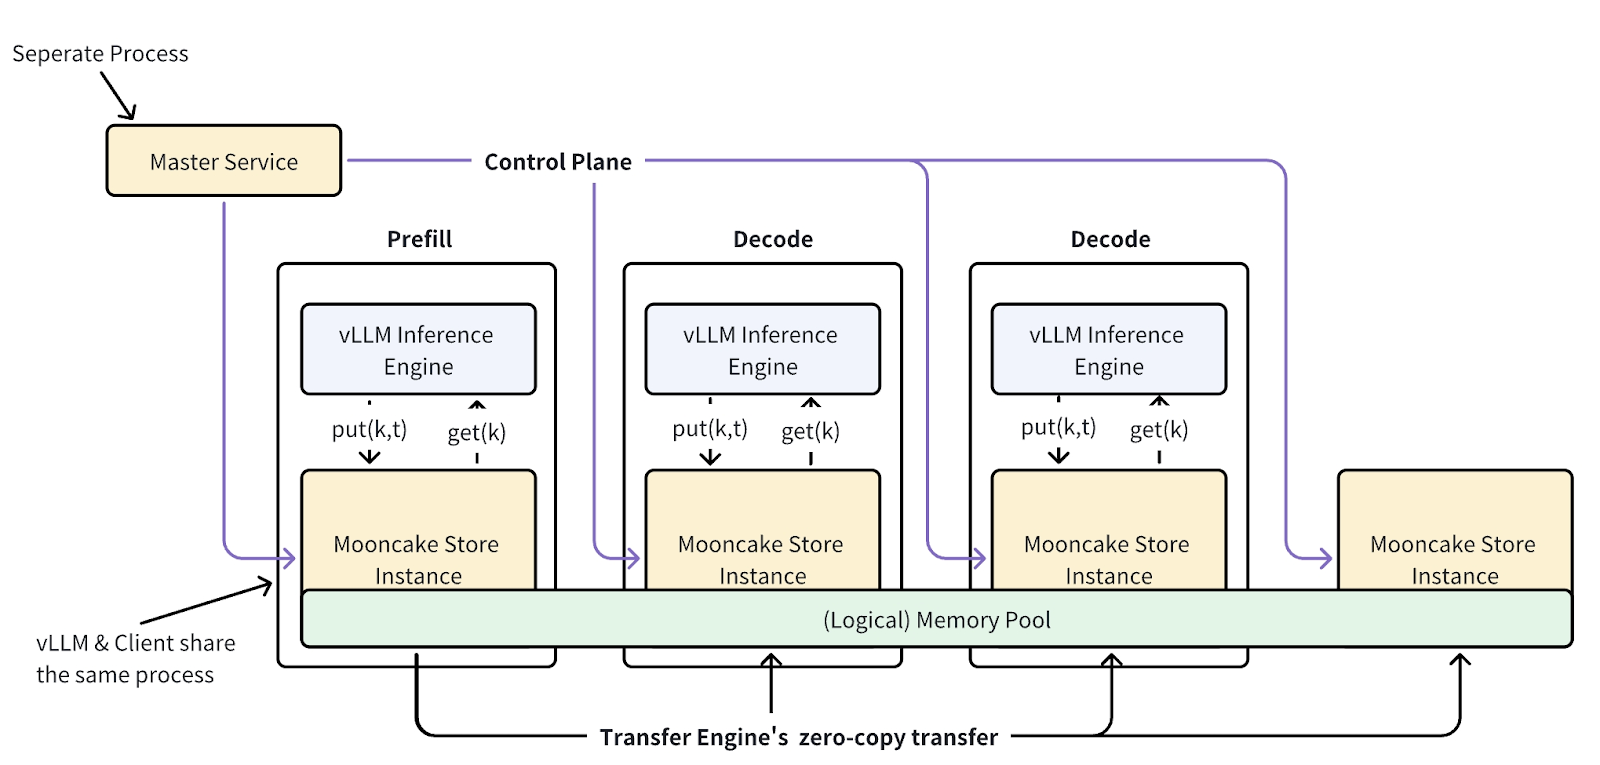 Seperate Process
Master Service
Control Plane
Prefill
Decode
Decode
vLLM Inference
Engine
vLLM Inference
Engine
vLLM Inference
Engine
put(k,t)
get(k)
put(k,t)
get(k)
put(k,t)
get(k)
Mooncake Store
Instance
Mooncake Store
Instance
Mooncake Store
Instance
Mooncake Store
Instance
(Logical) Memory Pool
vLLM & Client share
the same process
Transfer Engine's zero-copy transfer